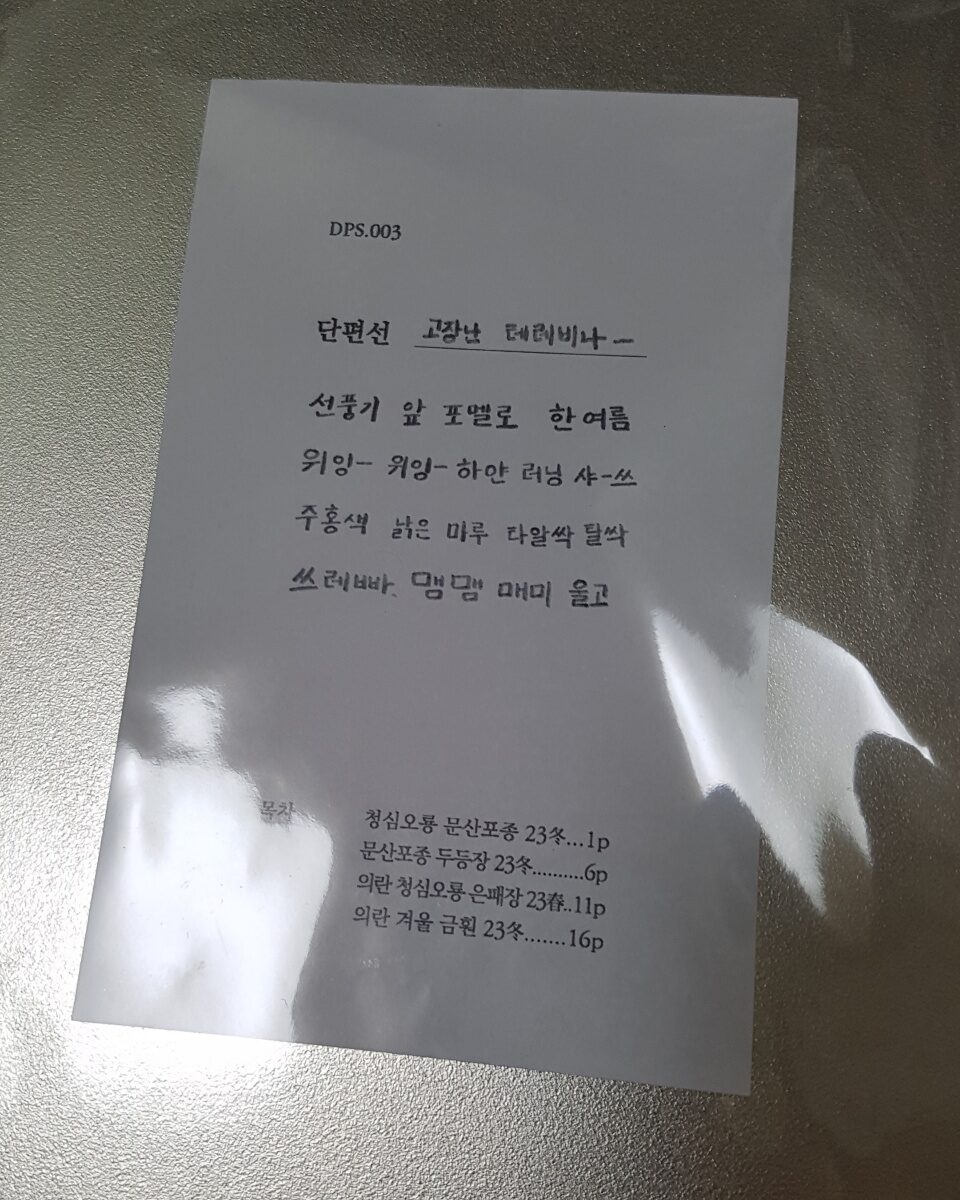 DPS.003
단편선 고장난 테레비나ー
선풍기 앞 포멜로 한여름
위잉ー 위잉ー 하얀 러닝 샤-쓰
주홍색 낡은 마루 타알싹 탈싹
쓰레빠. 맴맴 매미 울고
목차
청심오룡 문산포종 23冬...1p
문산포종 두등장 23冬..........6p
의란 청심오룡 은패장 23春..11p
의란 겨울 금훤 23冬.......16p